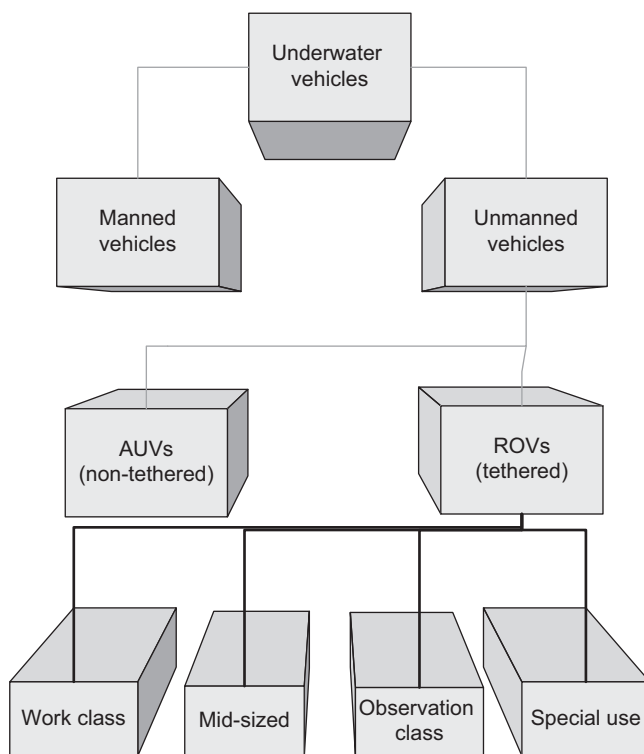 Underwater
vehicles
Manned
vehicles
Unmanned
vehicles
AUVs
(non-tethered)
ROVs
(tethered)
Work class
Mid-sized
Observation
class
Special use